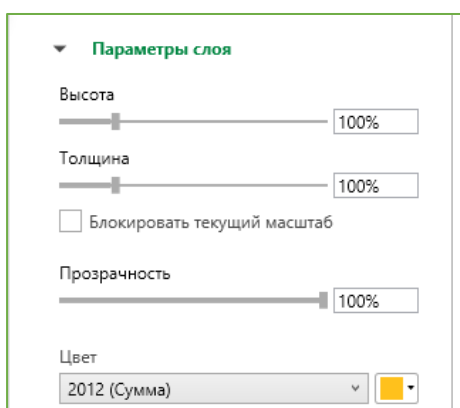 Параметры слоя
Высота
100%
Толщина
100%
Блокировать текущий масштаб
Прозрачность
100%
Цвет
2012 (Сумма)